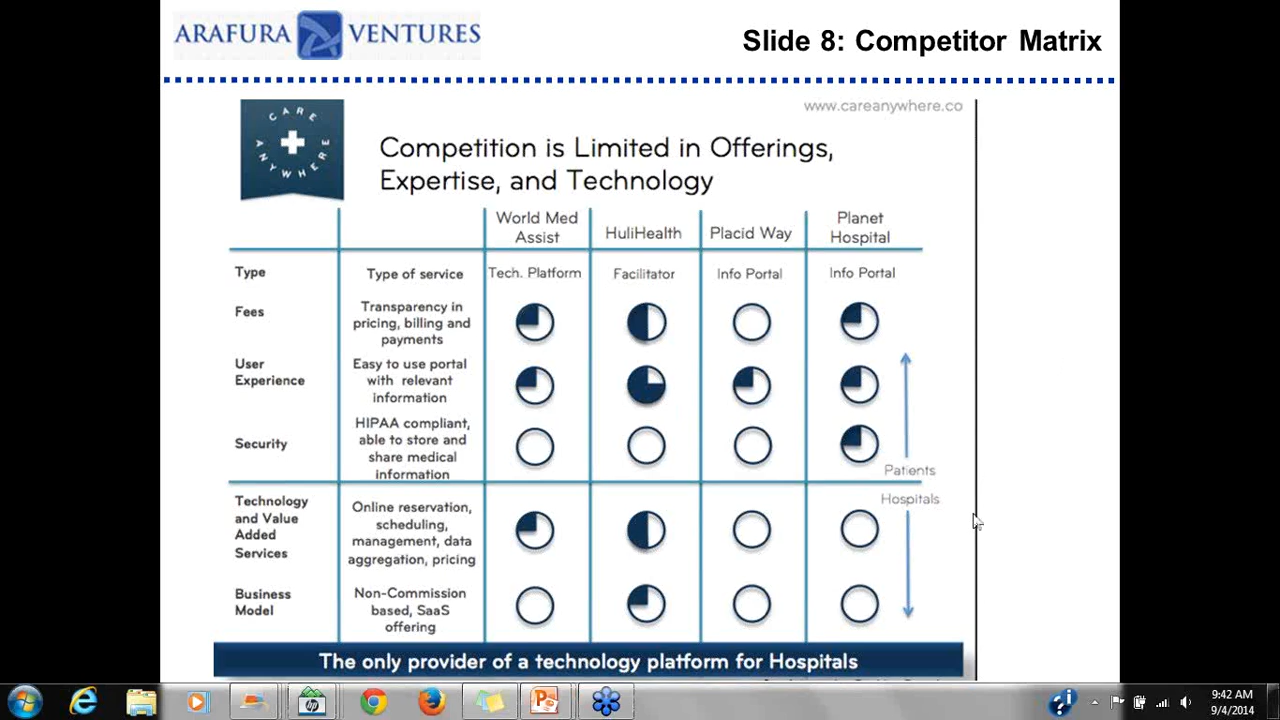 ARAFURA VENTURES
Slide 8: Competitor Matrix
www.careanywhere.co
CARE ANYWHERE
Competition is Limited in Offerings,
Expertise, and Technology
World Med Assist
HuliHealth
Placid Way
Planet Hospital
Type
Type of service
Tech. Platform
Facilitator
Info Portal
Info Portal
Fees
Transparency in
pricing, billing and
payments
User
Experience
Easy to use portal
with relevant
information
Security
HIPAA compliant,
able to store and
share medical
information
Patients
Hospitals
Technology
and Value
Added
Services
Online reservation,
scheduling,
management, data
aggregation, pricing
Business
Model
Non-Commission
based, SaaS
offering
The only provider of a technology platform for Hospitals
9:42 AM
9/4/2014